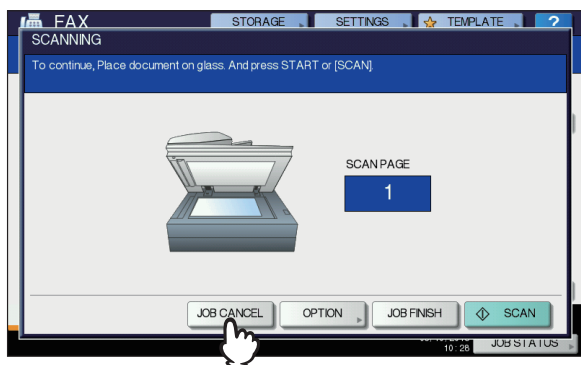 FAX
STORAGE
SETTINGS
TEMPLATE
?
SCANNING
To continue, Place document on glass. And press START or [SCAN].
SCAN PAGE
1
JOB CANCEL
OPTION
JOB FINISH
SCAN
10:28
JOB STATUS